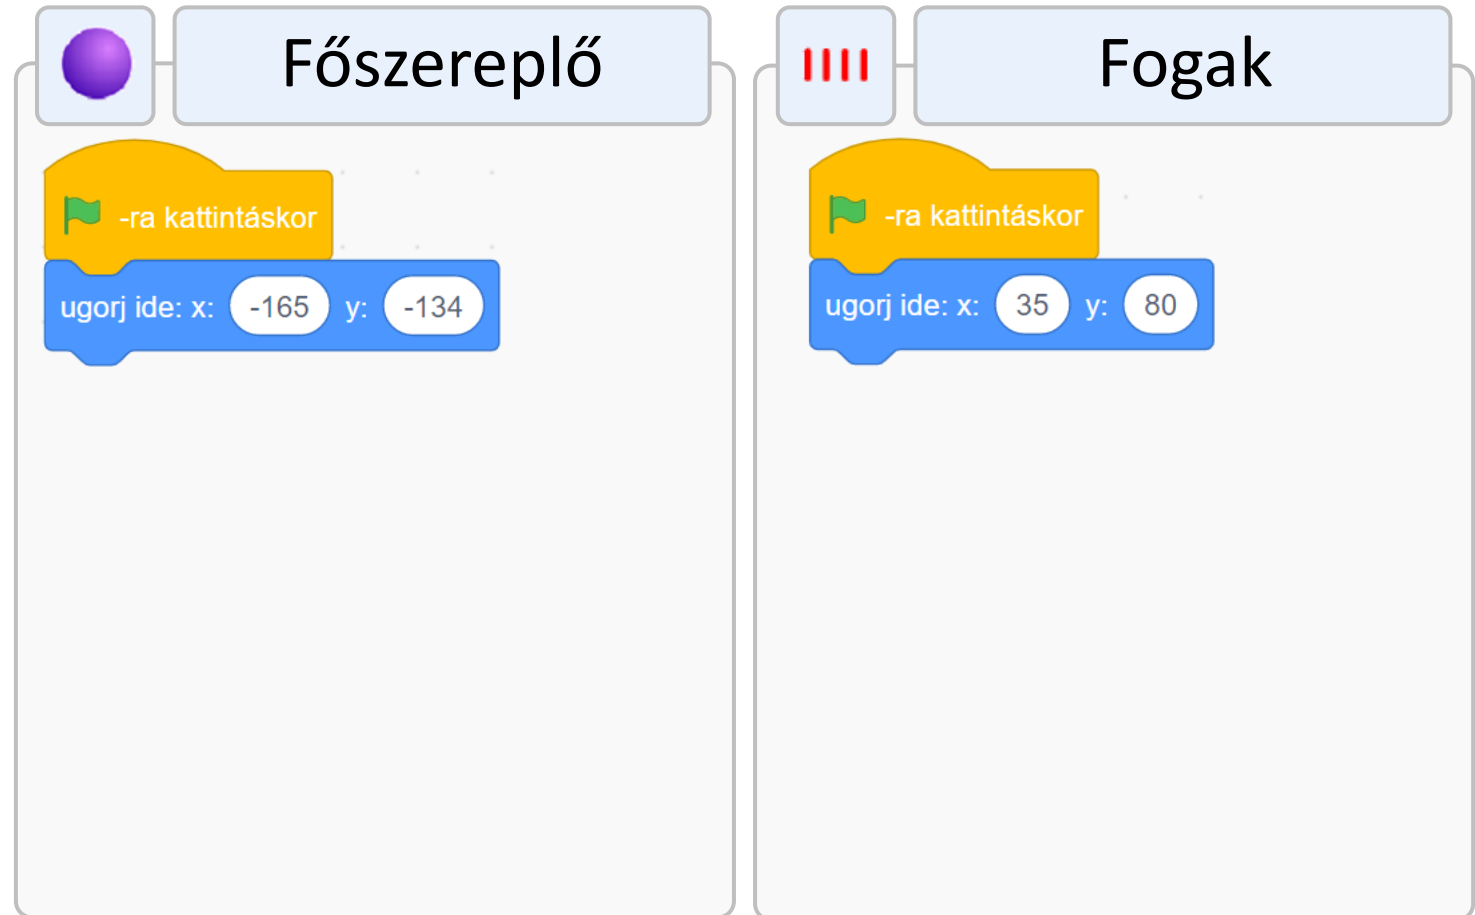 Főszereplő
-ra kattintáskor
ugorj ide: x: -165 y: -134
Fogak
-ra kattintáskor
ugorj ide: x: 35 y: 80